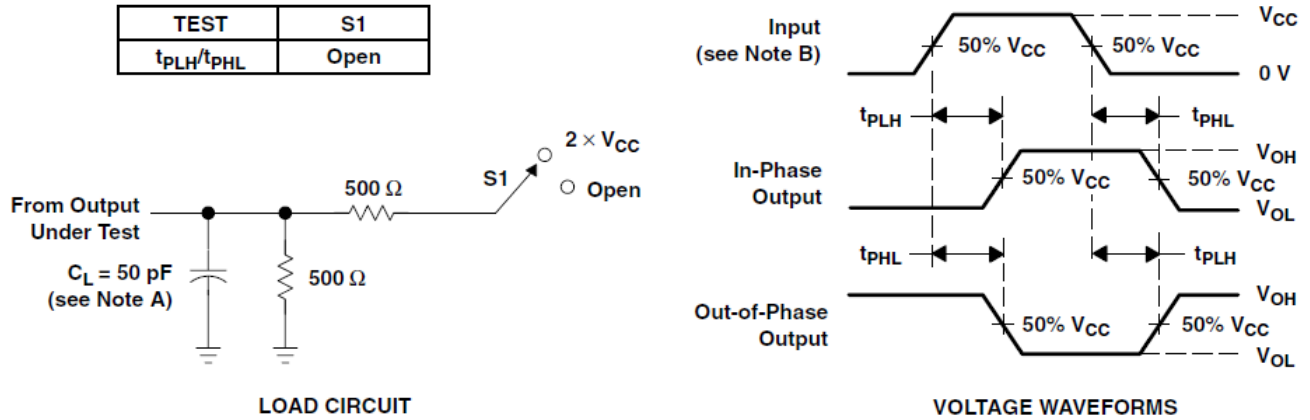 TEST S1
tPLH/tPHL Open
2 × VCC
S1
Open
500 Ω
From Output
Under Test
CL = 50 pF
(see Note A)
500 Ω
LOAD CIRCUIT
Input
(see Note B)
50% VCC 50% VCC
VCC
0 V
tPLH tPHL
In-Phase
Output
50% VCC 50% VCC
VOH
VOL
tPHL tPLH
Out-of-Phase
Output
50% VCC 50% VCC
VOH
VOL
VOLTAGE WAVEFORMS